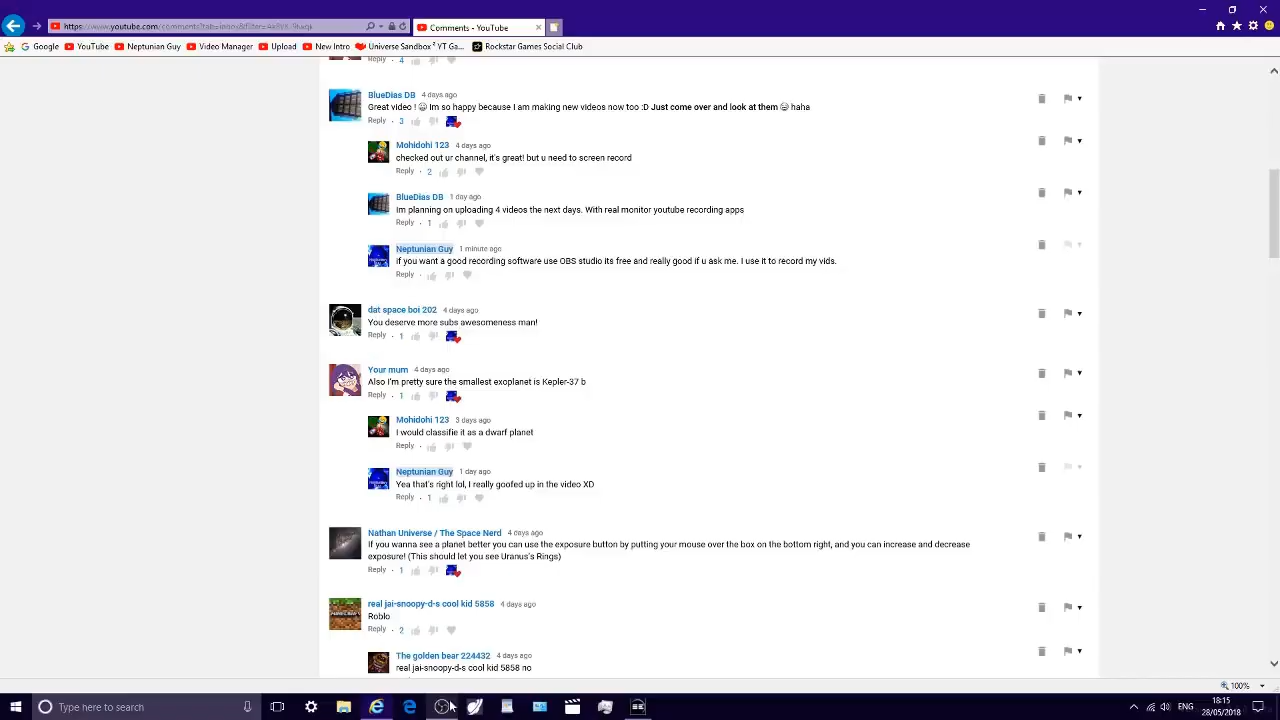 Comments - YouTube
Google YouTube Neptunian Guy Video Manager Upload New Intro Universe Sandbox ² VT Ga... Rockstar Games Social Club
Reply · 4
BlueDias DB 4 days ago
Great video ! 😀 Im so happy because I am making new videos now too :D Just come over and look at them 😂 haha
Reply · 3
Mohidohi 123 4 days ago
checked out ur channel, it's great! but u need to screen record
Reply · 2
BlueDias DB 1 day ago
Im planning on uploading 4 videos the next days. With real monitor youtube recording apps
Reply · 1
Neptunian Guy 1 minute ago
if you want a good recording software use OBS studio its free and really good if u ask me. I use it to record my vids.
Reply ·
dat space boi 202 4 days ago
You deserve more subs awesomeness man!
Reply · 1
Your mum 4 days ago
Also I'm pretty sure the smallest exoplanet is Kepler-37 b
Reply · 1
Mohidohi 123 3 days ago
I would classifie it as a dwarf planet
Reply ·
Neptunian Guy 1 day ago
Yea that's right lol, I really goofed up in the video XD
Reply · 1
Nathan Universe / The Space Nerd 4 days ago
If you wanna see a planet better you can use the exposure button by putting your mouse over the box on the bottom right, and you can increase and decrease
exposure! (This should let you see Uranus's Rings)
Reply · 1
real jai-snoopy-d-s cool kid 5858 4 days ago
Roblo
Reply · 2
The golden bear 224432 4 days ago
real jai-snoopy-d-s cool kid 5858 no
100%
Type here to search
ENG
18:15
28/05/2018